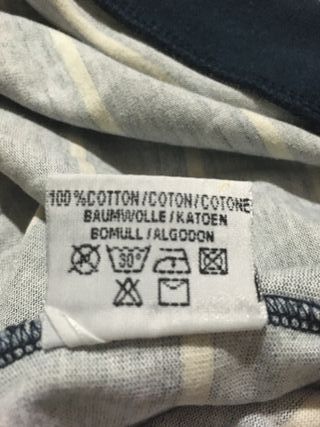 100%COTTON/COTON/COTONE
BAUMWOLLE/KATOEN
BOMULL/ALGODON
30°